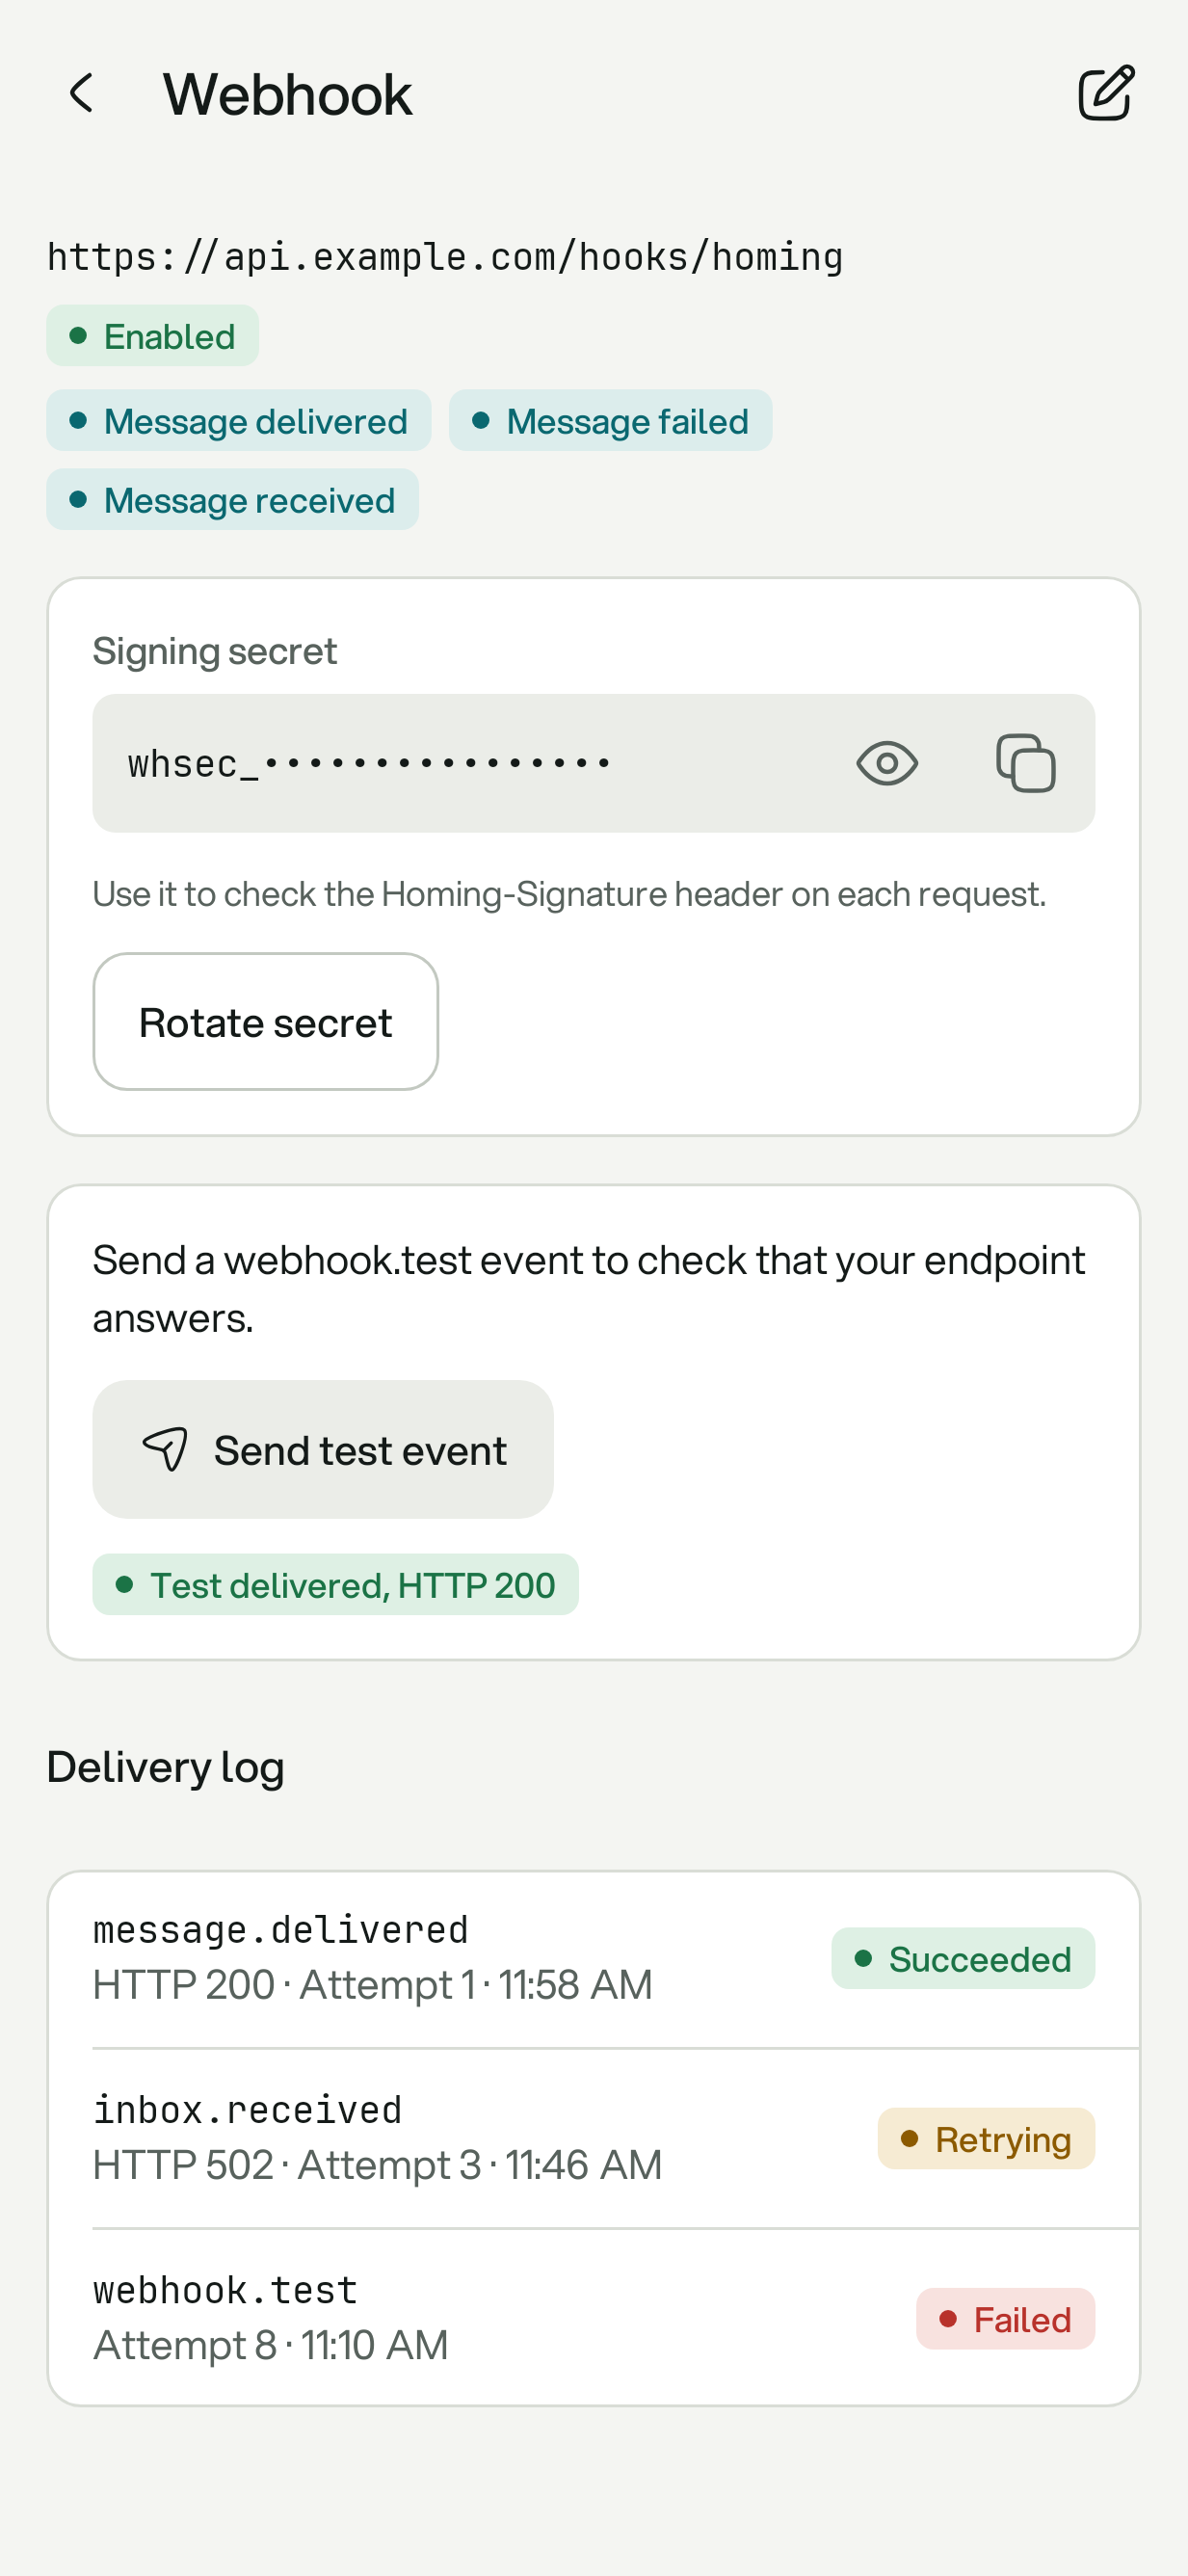 Webhook
https://api.example.com/hooks/homing
Enabled
Message delivered
Message failed
Message received
Signing secret
whsec_••••••••••••••••
Use it to check the Homing-Signature header on each request.
Rotate secret
Send a webhook.test event to check that your endpoint
answers.
Send test event
Test delivered, HTTP 200
Delivery log
message.delivered
HTTP 200 · Attempt 1 · 11:58 AM
Succeeded
inbox.received
HTTP 502 · Attempt 3 · 11:46 AM
Retrying
webhook.test
Attempt 8 · 11:10 AM
Failed